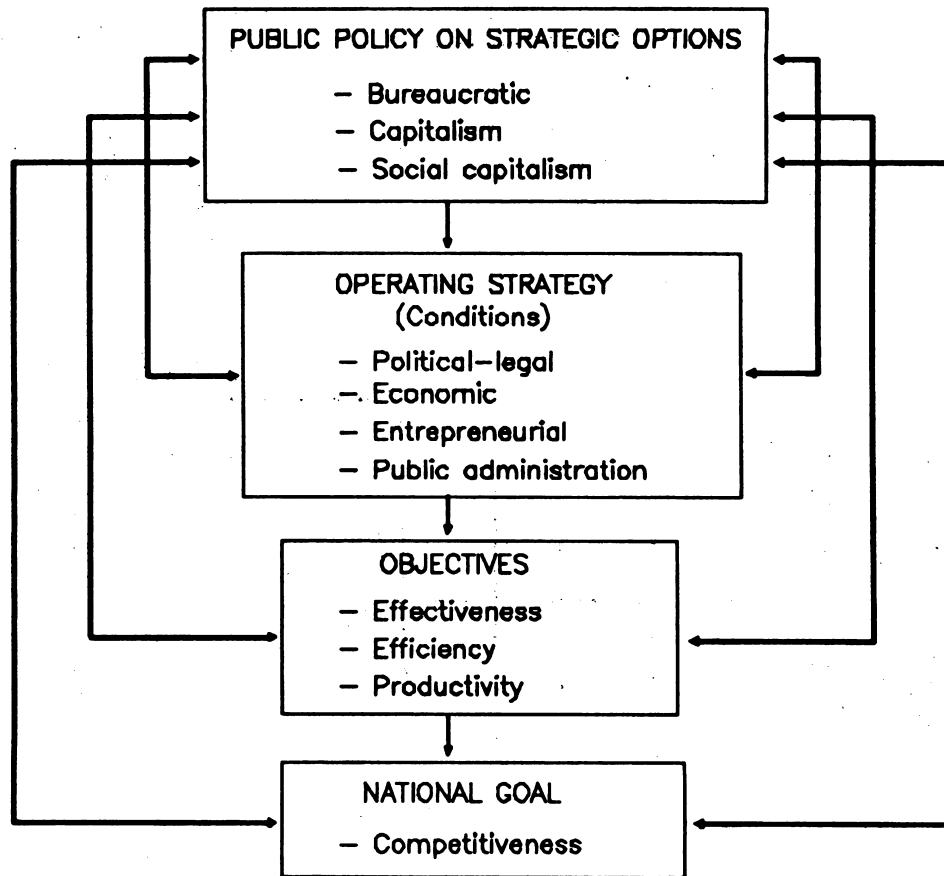 PUBLIC POLICY ON STRATEGIC OPTIONS
– Bureaucratic
– Capitalism
– Social capitalism
OPERATING STRATEGY
(Conditions)
– Political–legal
– Economic
– Entrepreneurial
– Public administration
OBJECTIVES
– Effectiveness
– Efficiency
– Productivity
NATIONAL GOAL
– Competitiveness